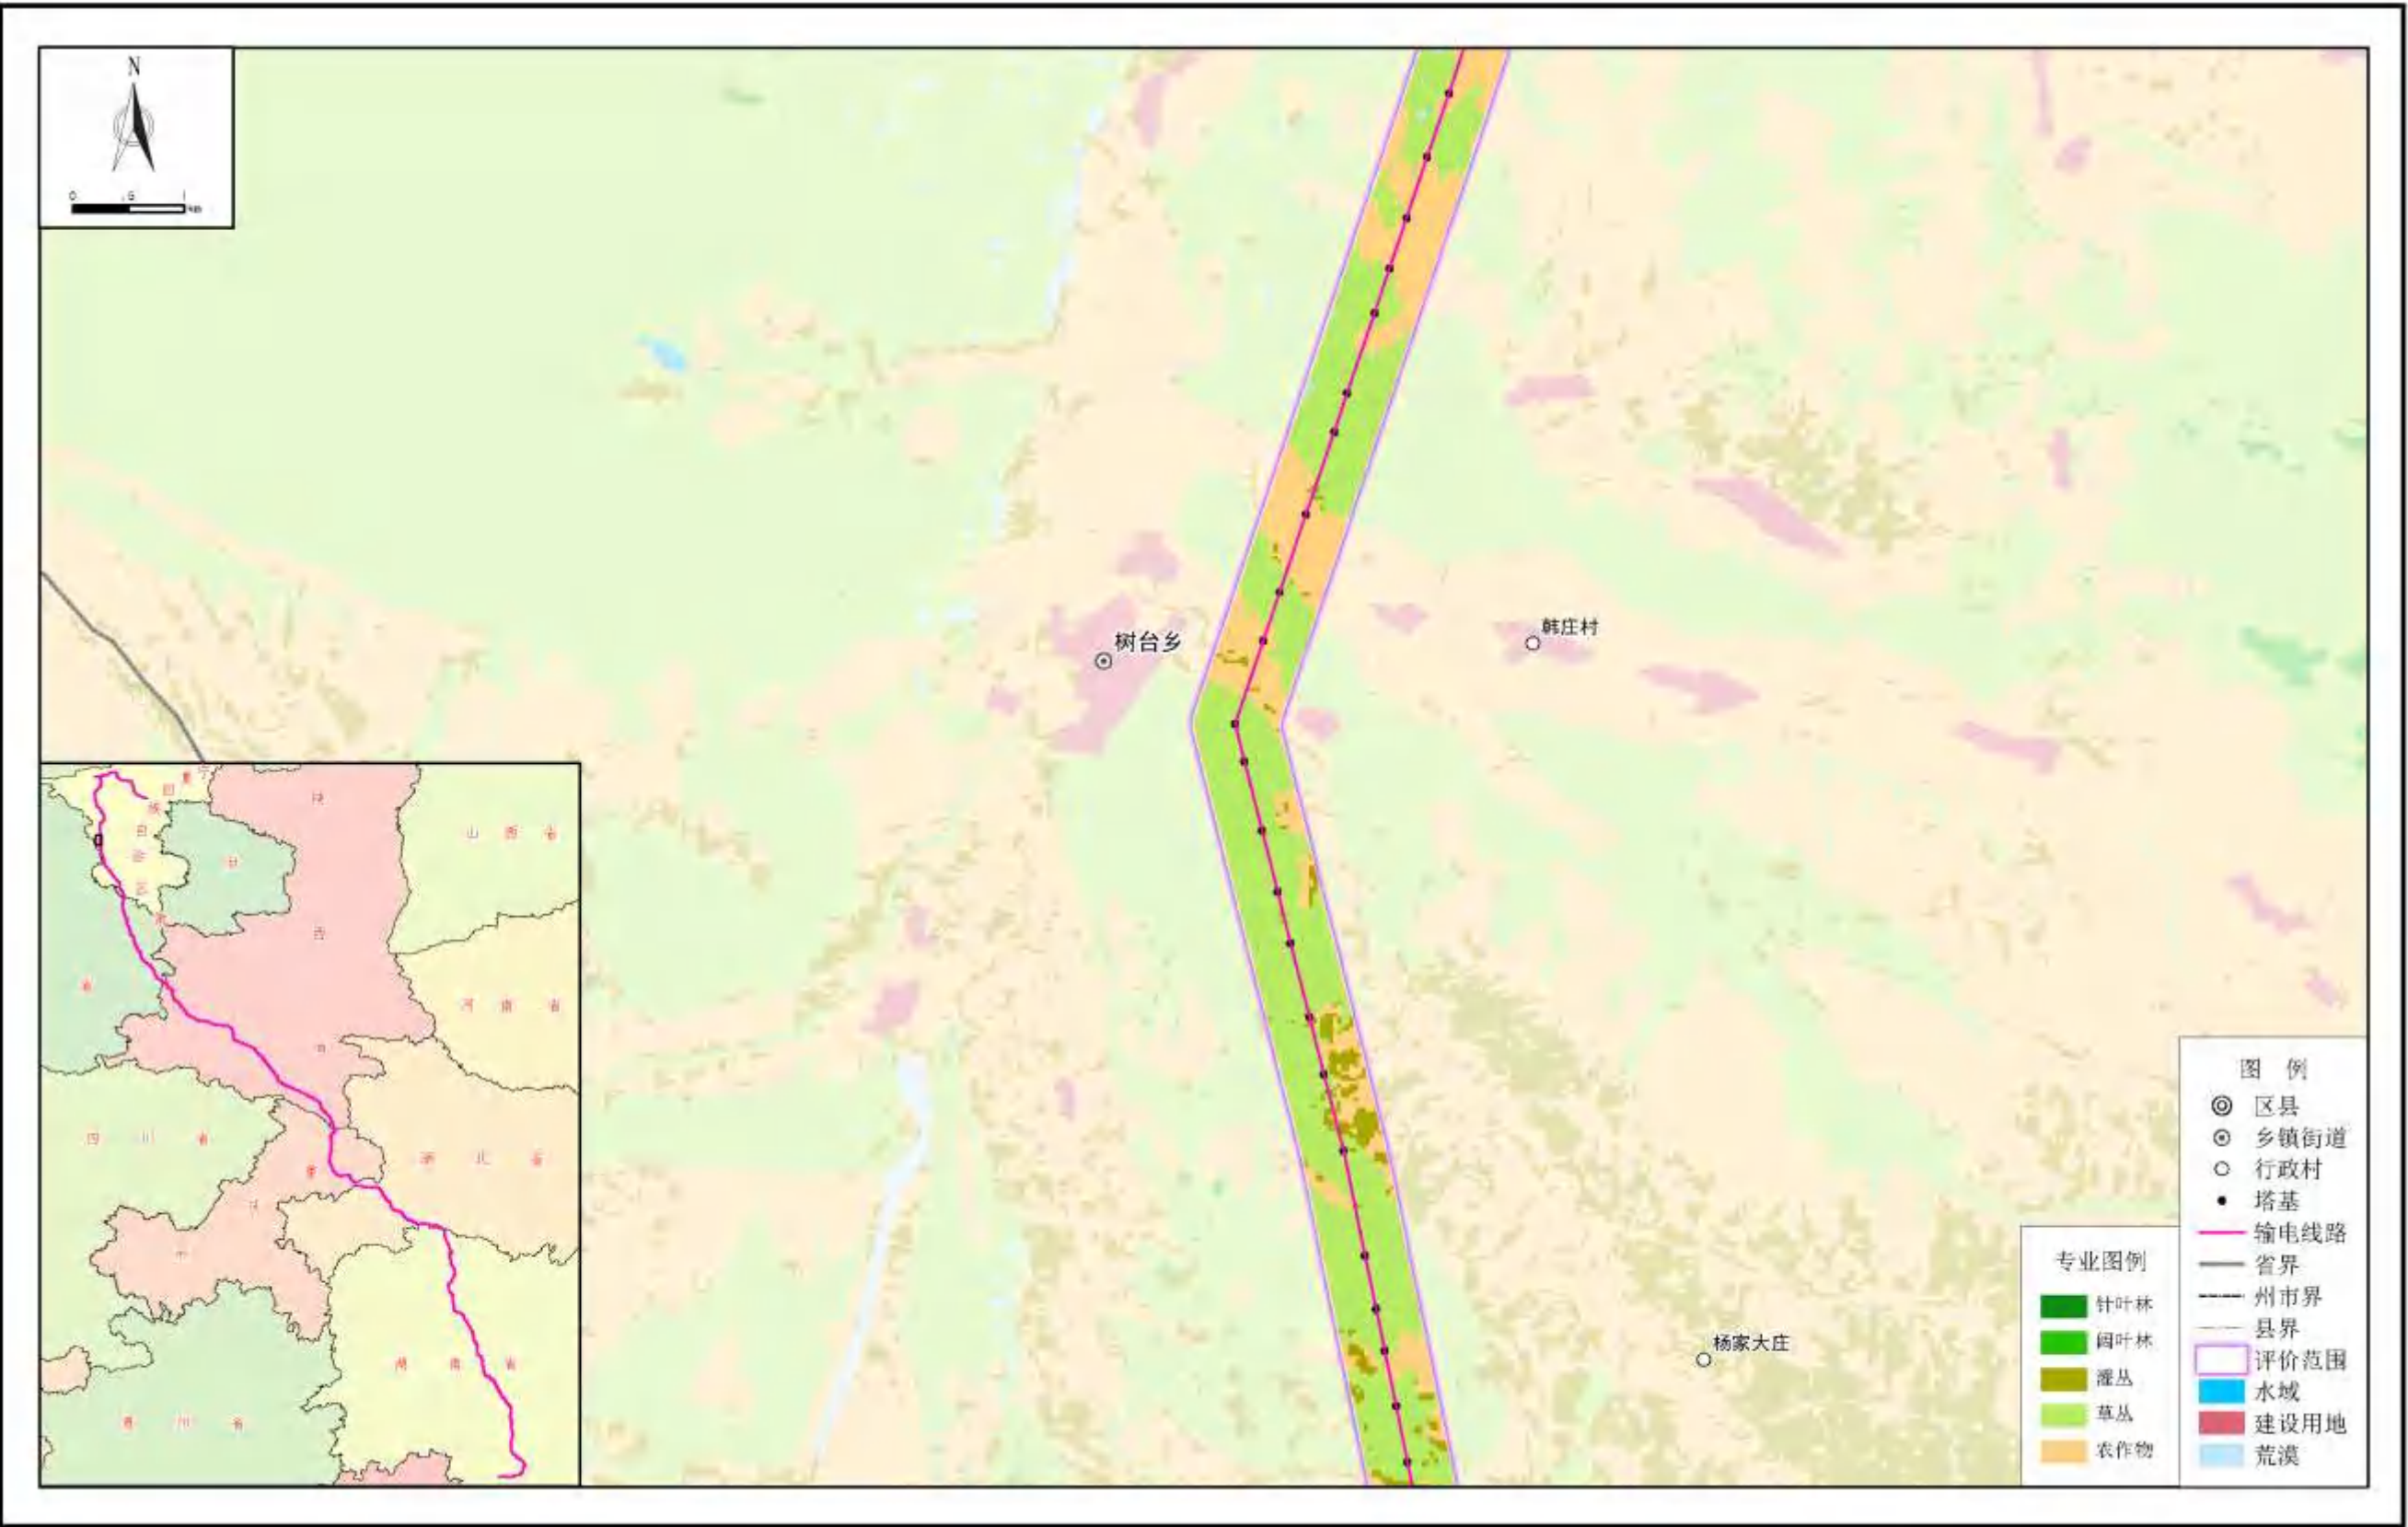 N
0 .5 1
km
树台乡
韩庄村
杨家大庄
山 西 省
河 南 省
四 川 省
湖 北 省
湖 南 省
图 例
区县
乡镇街道
行政村
塔基
输电线路
省界
州市界
县界
评价范围
水域
建设用地
荒漠
专业图例
针叶林
阔叶林
灌丛
草丛
农作物